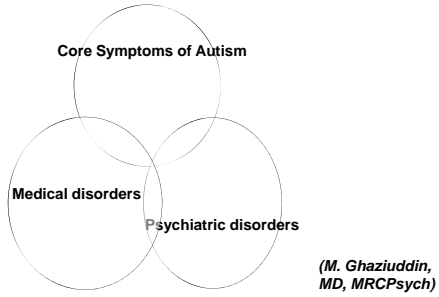 Core Symptoms of Autism
Medical disorders
Psychiatric disorders
(M. Ghaziuddin,
MD, MRCPsych)